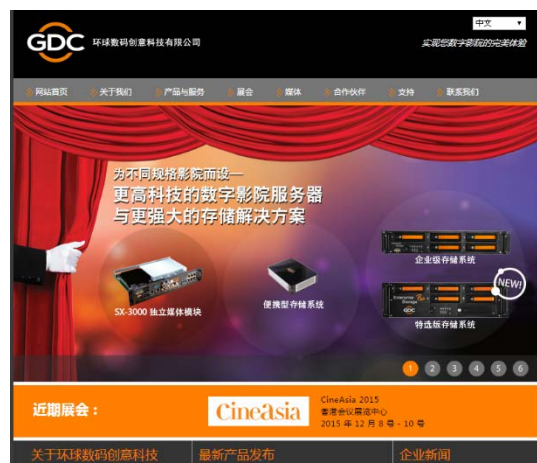 中文
GDC 环球数码创意科技有限公司
实现您数字影院的完美体验
网站首页 关于我们 产品与服务 展会 媒体 合作伙伴 支持 联系我们
为不同规格影院而设—
更高科技的数字影院服务器
与更强大的存储解决方案
企业级存储系统
SX-3000 独立媒体模块
便携型存储系统
NEW!
Enterprise
Storage
GDC
特选版存储系统
1 2 3 4 5 6
近期展会：
CineAsia
CineAsia 2015
香港会议展览中心
2015 年 12 月 8 号 - 10 号
关于环球数码创意科技 最新产品发布 企业新闻